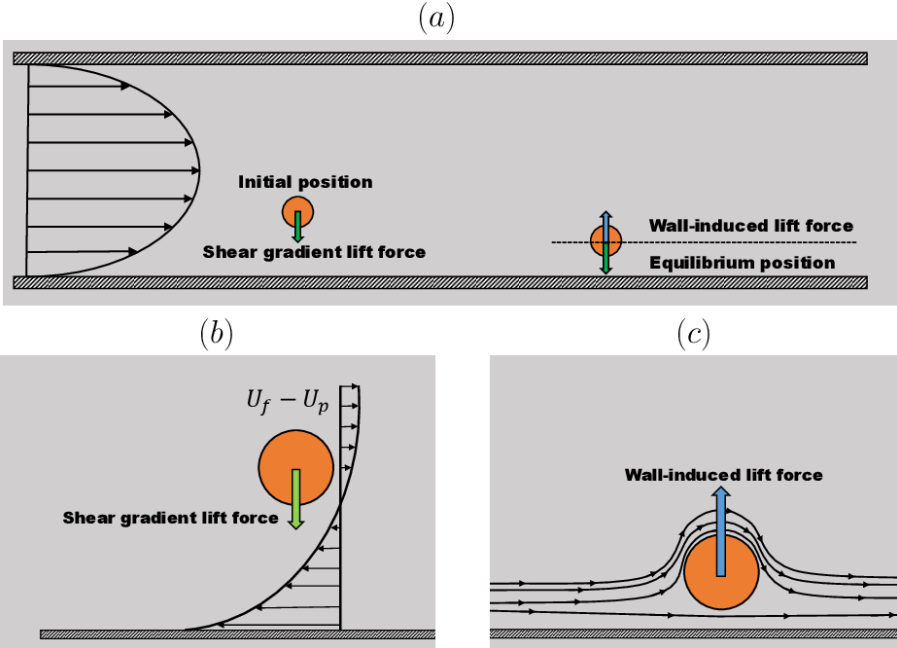 (a)
Initial position
Shear gradient lift force
Wall-induced lift force
Equilibrium position
(b)
U_f − U_p
Shear gradient lift force
(c)
Wall-induced lift force